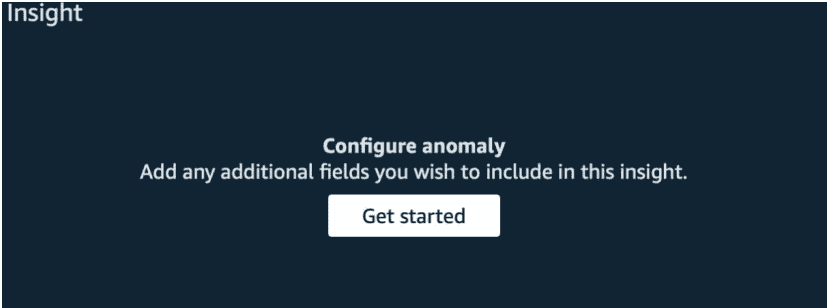 Insight
Configure anomaly
Add any additional fields you wish to include in this insight.
Get started